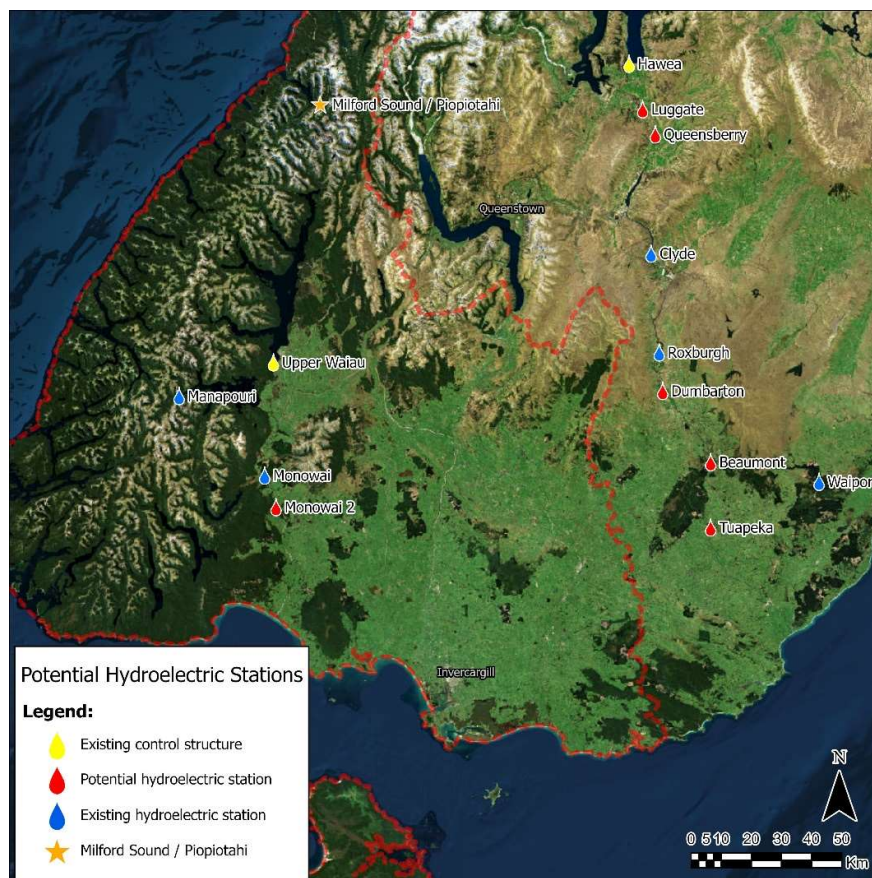 Hawea
Milford Sound / Piopiotahi
Luggate
Queensberry
Queenstown
Clyde
Upper Waiau
Roxburgh
Manapouri
Dumbarton
Beaumont
Monowai
Waipor
Monowai 2
Tuapeka
Invercargill
Potential Hydroelectric Stations
Legend:
Existing control structure
Potential hydroelectric station
Existing hydroelectric station
Milford Sound / Piopiotahi
N
0 5 10 20 30 40 50
Km